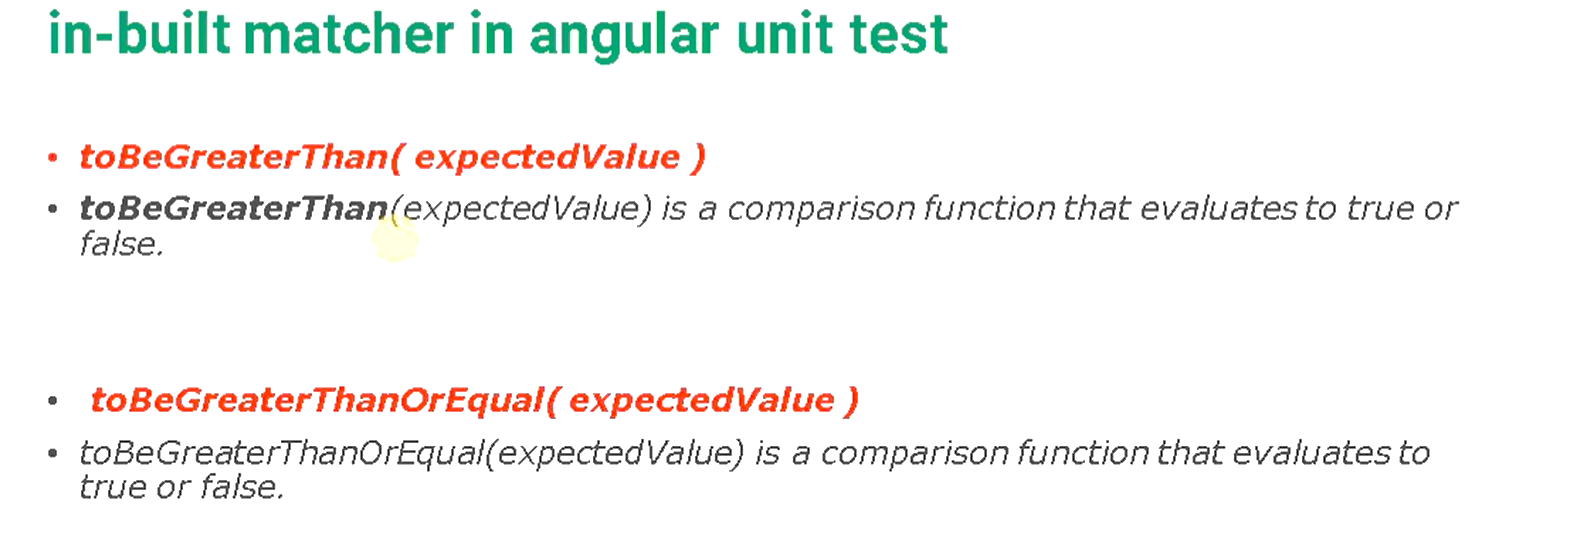 in-built matcher in angular unit test
• toBeGreaterThan( expectedValue )
• toBeGreaterThan(expectedValue) is a comparison function that evaluates to true or
false.
• toBeGreaterThanOrEqual( expectedValue )
• toBeGreaterThanOrEqual(expectedValue) is a comparison function that evaluates to
true or false.